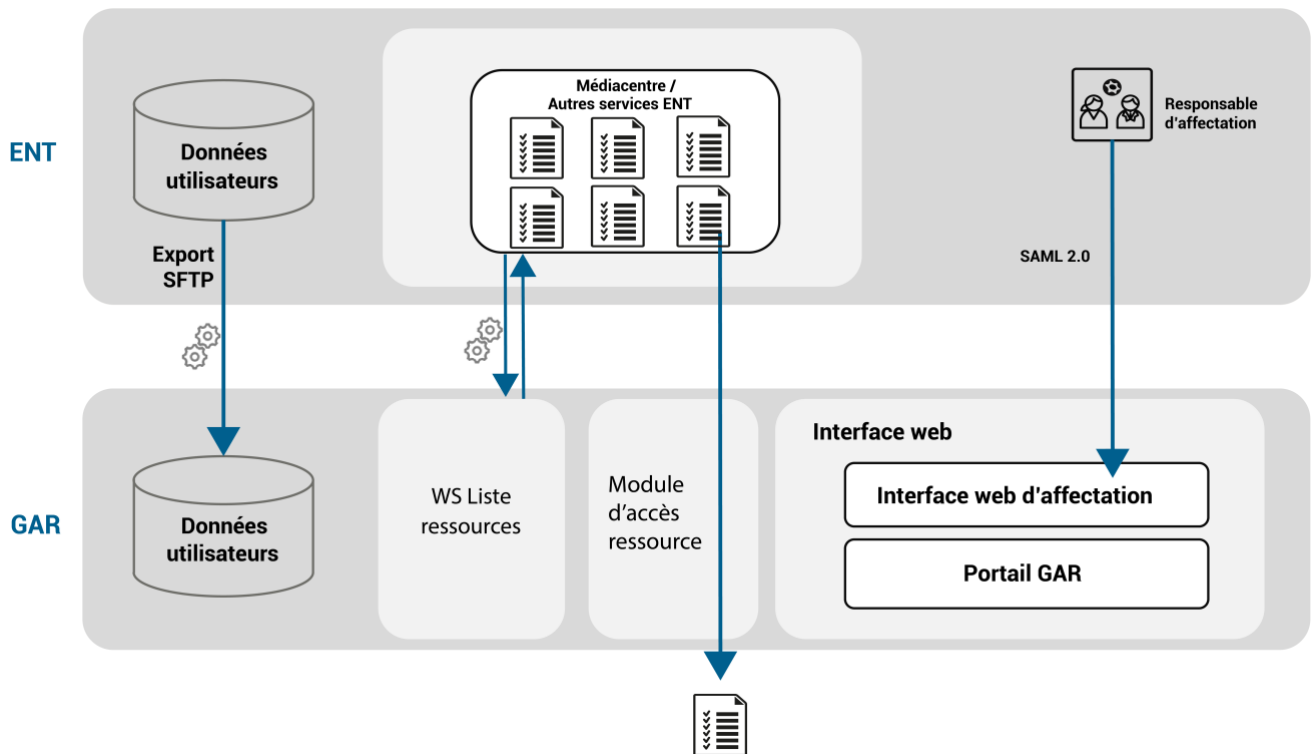 ENT
Données
utilisateurs
Export
SFTP
Médiacentre /
Autres services ENT
Responsable
d'affectation
SAML 2.0
GAR
Données
utilisateurs
WS Liste
ressources
Module
d'accès
ressource
Interface web
Interface web d'affectation
Portail GAR